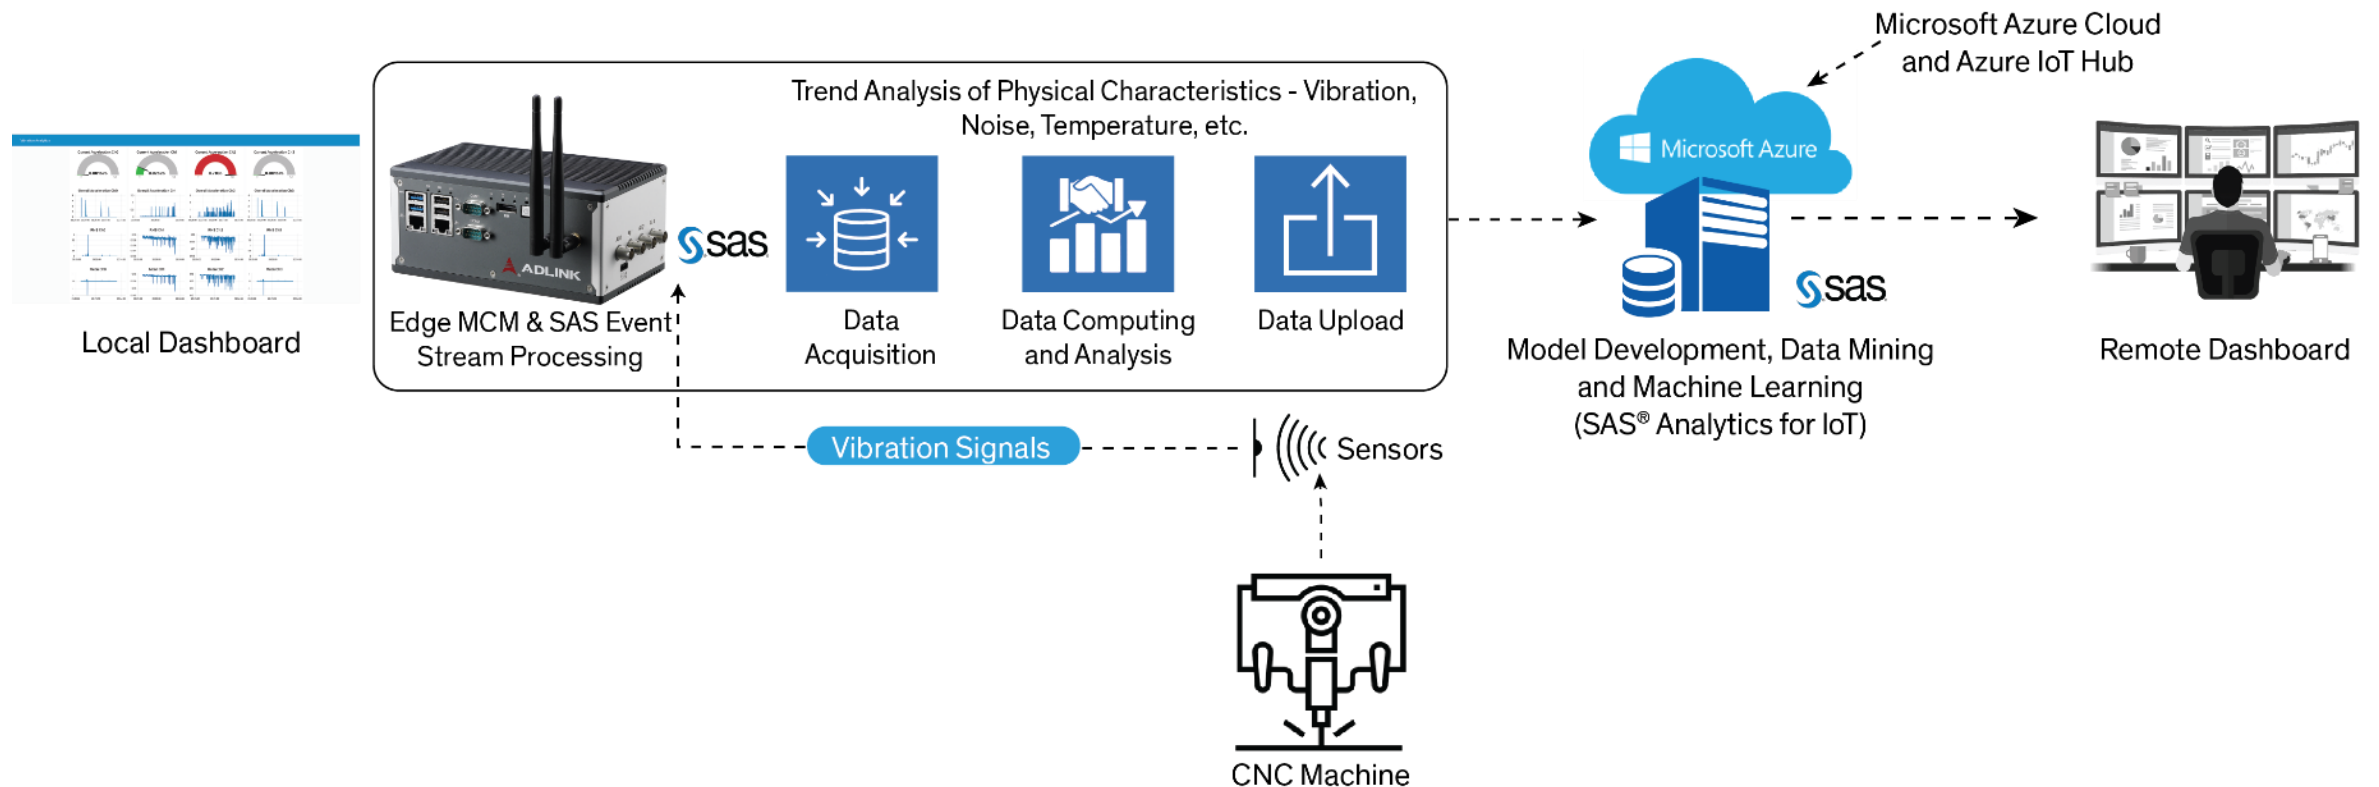 Microsoft Azure Cloud
and Azure IoT Hub
Trend Analysis of Physical Characteristics - Vibration,
Noise, Temperature, etc.
Microsoft Azure
ADLINK
sas
sas
Local Dashboard
Edge MCM & SAS Event
Stream Processing
Data
Acquisition
Data Computing
and Analysis
Data Upload
Model Development, Data Mining
and Machine Learning
(SAS® Analytics for IoT)
Remote Dashboard
Vibration Signals
Sensors
CNC Machine